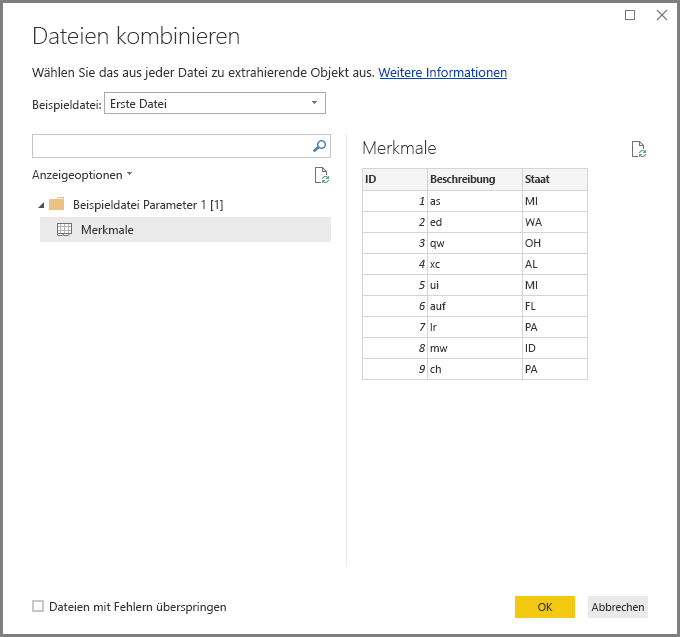 Dateien kombinieren
Wählen Sie das aus jeder Datei zu extrahierende Objekt aus. Weitere Informationen
Beispieldatei: Erste Datei
Anzeigeoptionen
Beispieldatei Parameter 1 [1]
Merkmale
Merkmale
ID Beschreibung Staat
1 as MI
2 ed WA
3 qw OH
4 xc AL
5 ui MI
6 auf FL
7 lr PA
8 mw ID
9 ch PA
Dateien mit Fehlern überspringen
OK Abbrechen